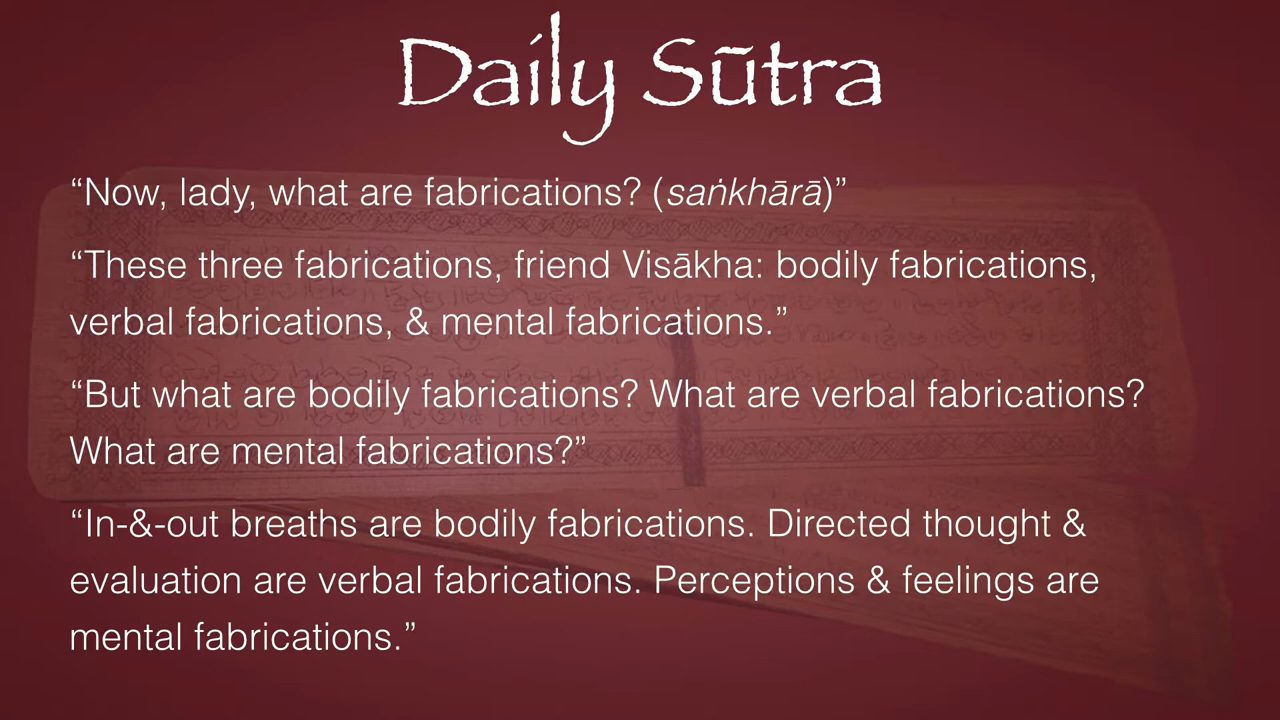 Daily Sūtra
“Now, lady, what are fabrications? (saṅkhārā)”
“These three fabrications, friend Visākha: bodily fabrications,
verbal fabrications, & mental fabrications.”
“But what are bodily fabrications? What are verbal fabrications?
What are mental fabrications?”
“In-&-out breaths are bodily fabrications. Directed thought &
evaluation are verbal fabrications. Perceptions & feelings are
mental fabrications.”